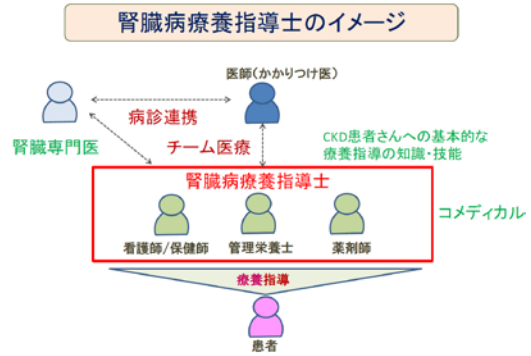 腎臓病療養指導士のイメージ
医師(かかりつけ医)
病診連携
腎臓専門医
チーム医療
CKD患者さんへの基本的な
療養指導の知識・技能
腎臓病療養指導士
コメディカル
看護師/保健師
管理栄養士
薬剤師
療養指導
患者